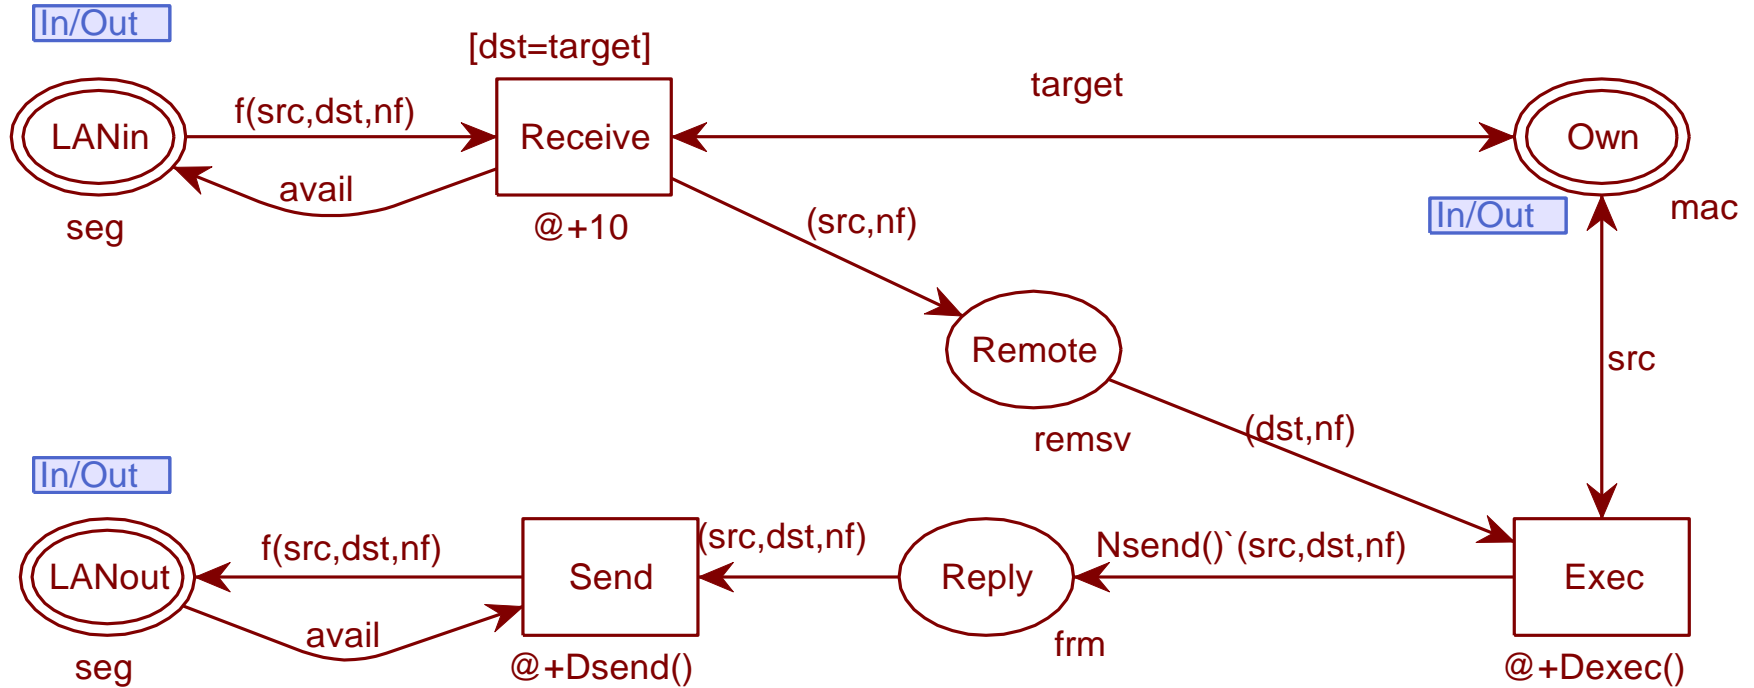 In/Out
[dst=target]
target
f(src,dst,nf)
LANin
Receive
Own
avail
seg
@+10
(src,nf)
In/Out
mac
Remote
src
remsv
(dst,nf)
In/Out
f(src,dst,nf)
(src,dst,nf)
Nsend()`(src,dst,nf)
LANout
Send
Reply
Exec
avail
seg
@+Dsend()
frm
@+Dexec()